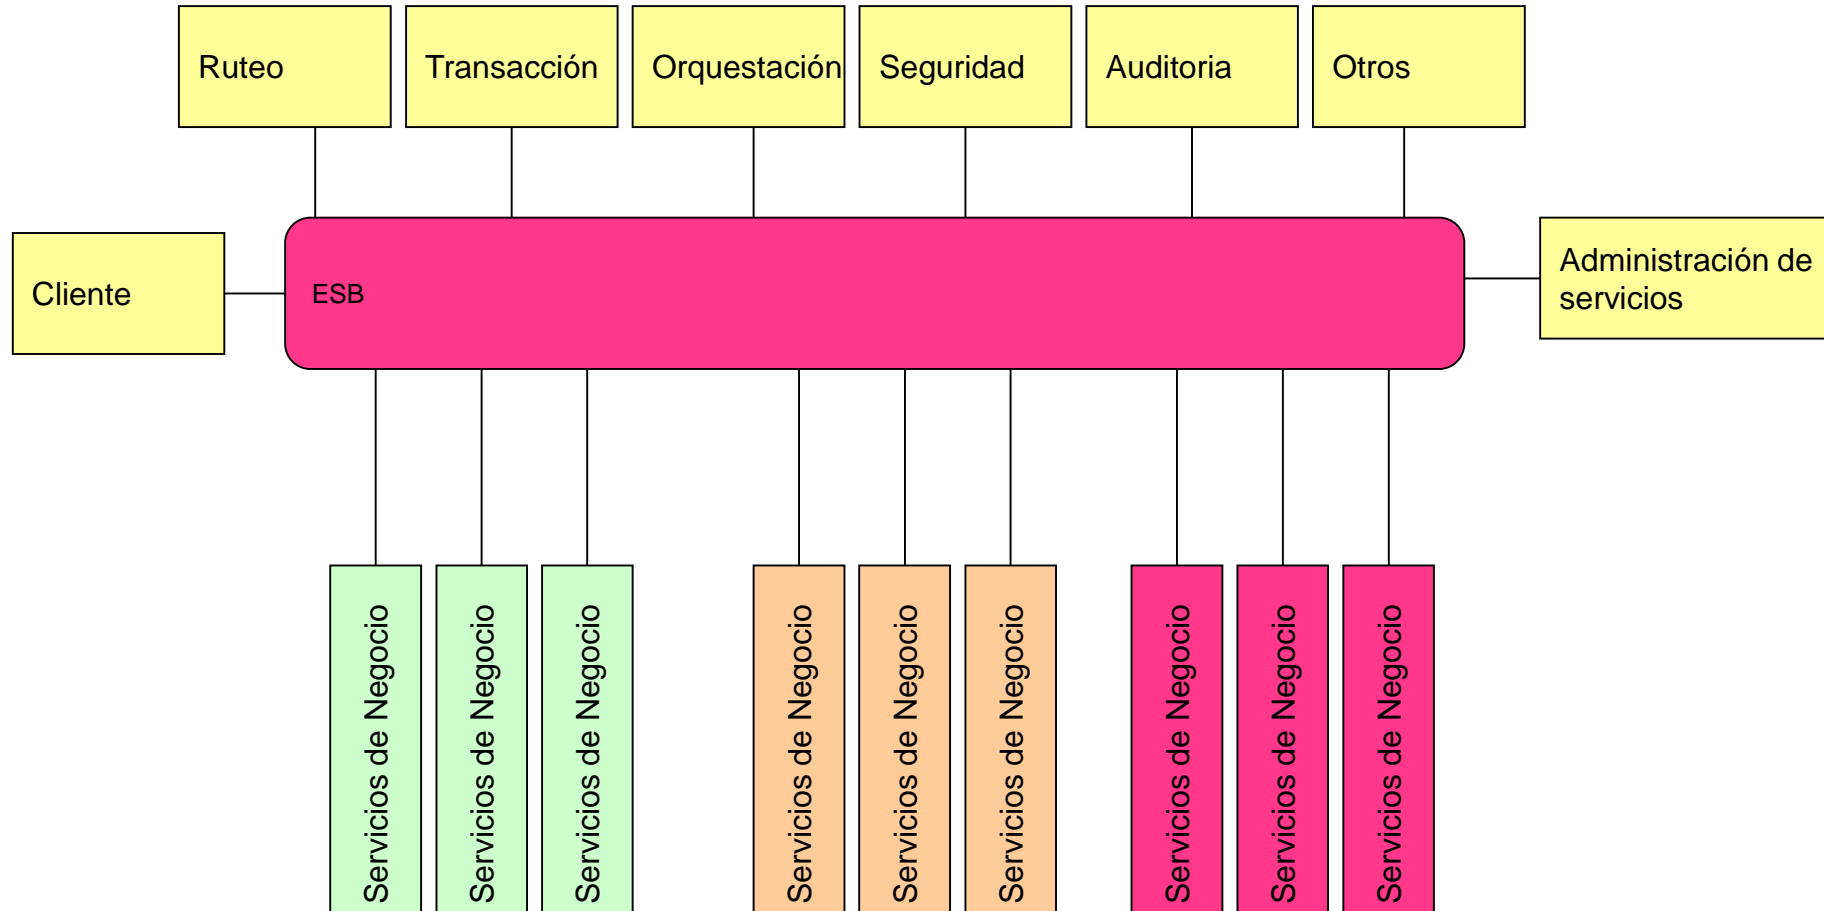 Ruteo
Transacción
Orquestación
Seguridad
Auditoria
Otros
Cliente
ESB
Administración de
servicios
Servicios de Negocio
Servicios de Negocio
Servicios de Negocio
Servicios de Negocio
Servicios de Negocio
Servicios de Negocio
Servicios de Negocio
Servicios de Negocio
Servicios de Negocio